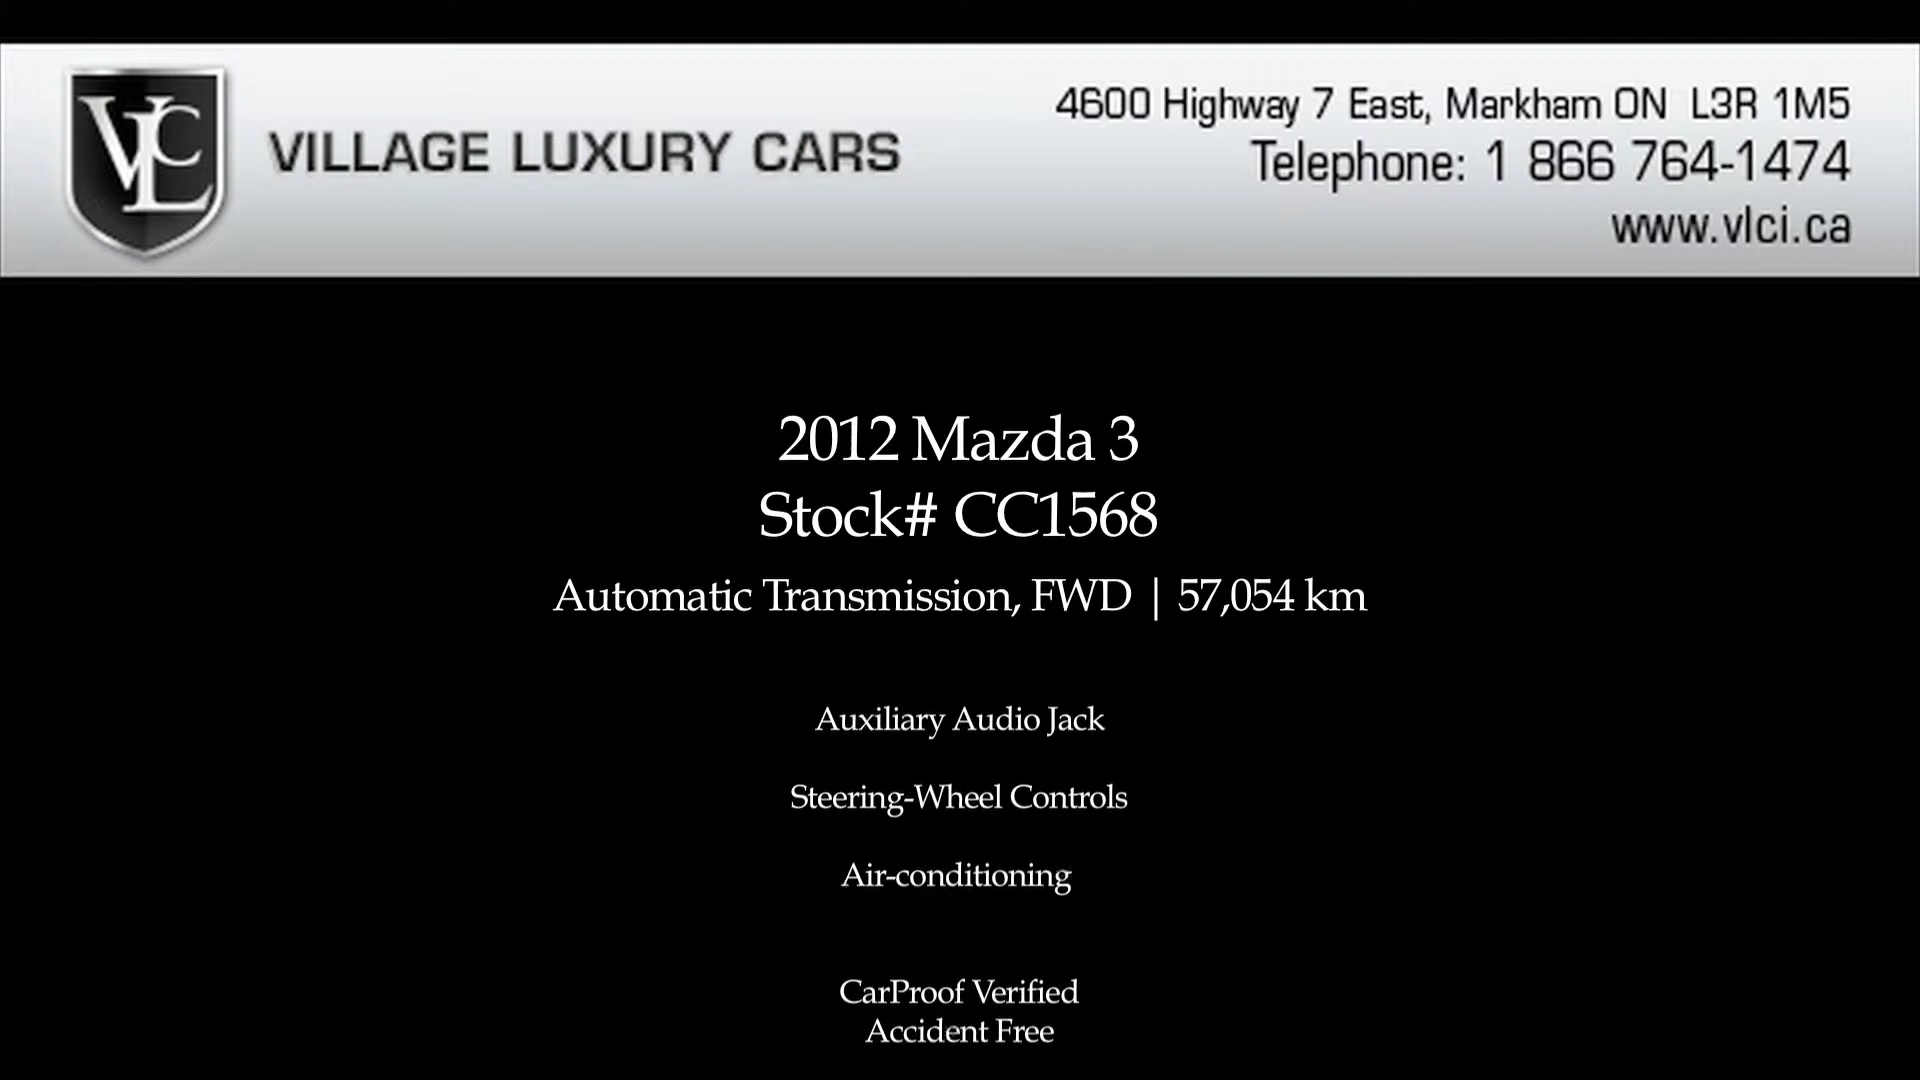 VLC
VILLAGE LUXURY CARS
4600 Highway 7 East, Markham ON L3R 1M5
Telephone: 1 866 764-1474
www.vlci.ca
2012 Mazda 3
Stock# CC1568
Automatic Transmission, FWD | 57,054 km
Auxiliary Audio Jack
Steering-Wheel Controls
Air-conditioning
CarProof Verified
Accident Free